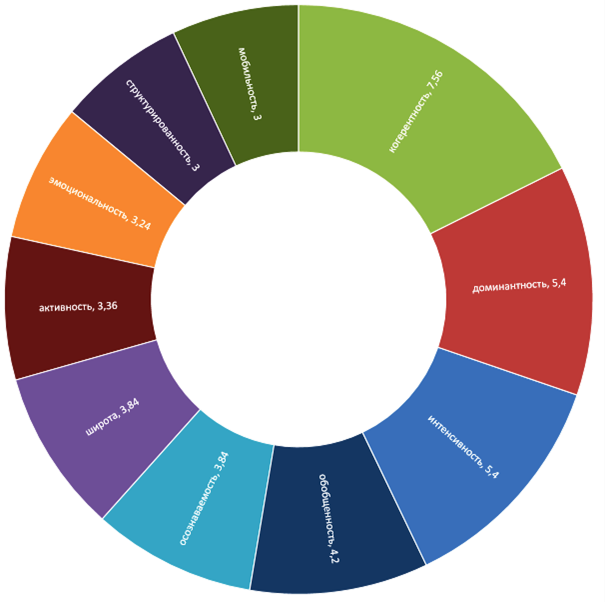 когерентность, 7,56
доминантность, 5,4
интенсивность, 5,4
обобщенность, 4,2
осознаваемость, 3,84
широта, 3,84
активность, 3,36
эмоциональность, 3,24
структурированность, 3
мобильность, 3